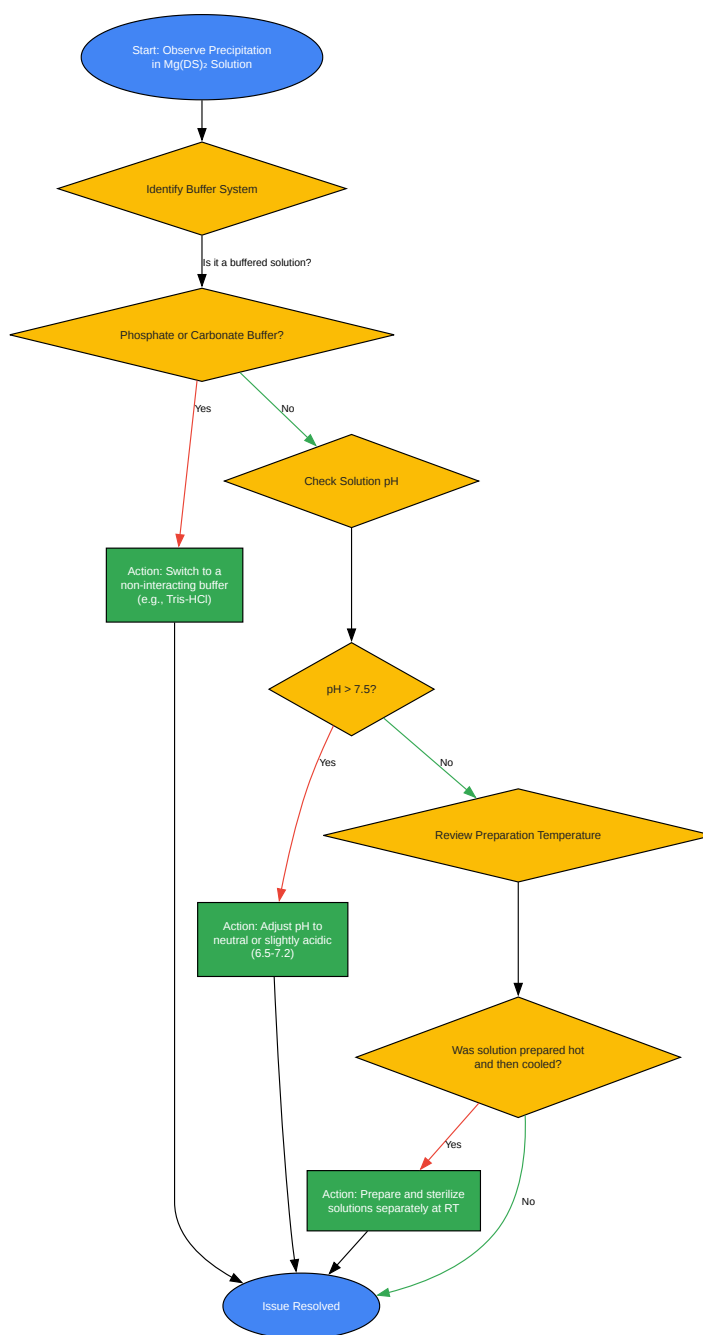 Start: Observe Precipitation
in Mg(DS)₂ Solution
Identify Buffer System
Is it a buffered solution?
Phosphate or Carbonate Buffer?
Yes
No
Check Solution pH
Action: Switch to a
non-interacting buffer
(e.g., Tris-HCl)
pH > 7.5?
Yes
No
Review Preparation Temperature
Action: Adjust pH to
neutral or slightly acidic
(6.5-7.2)
Was solution prepared hot
and then cooled?
Yes
No
Action: Prepare and sterilize
solutions separately at RT
Issue Resolved